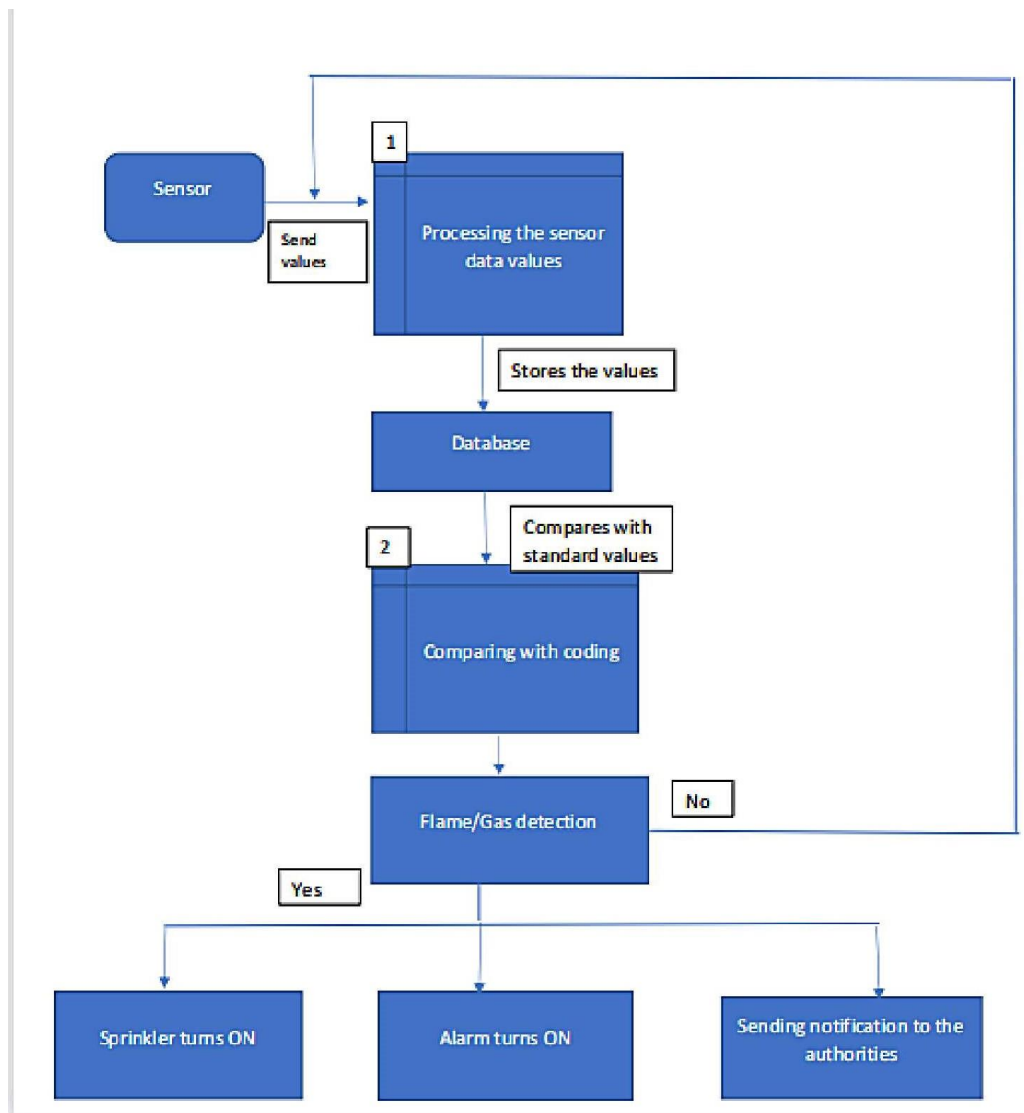 1
Sensor
Send
values
Processing the sensor
data values
Stores the values
Database
Compares with
standard values
2
Comparing with coding
Flame/Gas detection
No
Yes
Sprinkler turns ON
Alarm turns ON
Sending notification to the
authorities